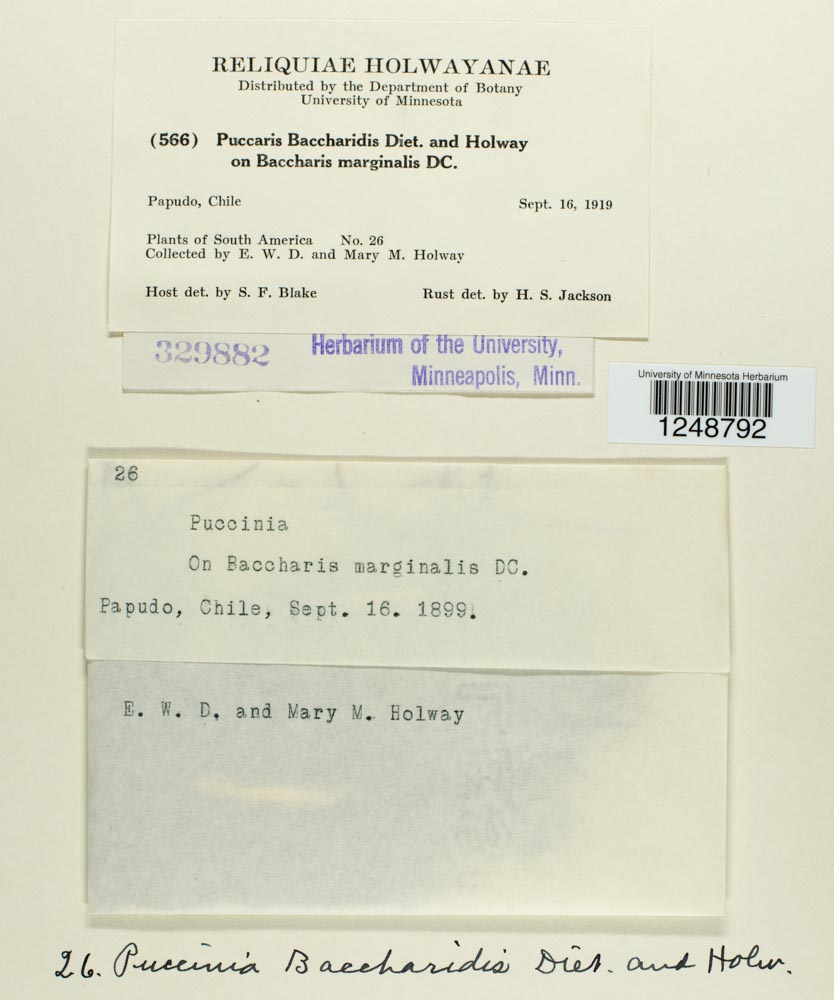 RELIQUIAE HOLWAYANAE
Distributed by the Department of Botany
University of Minnesota
(566) Puccaris Baccharidis Diet. and Holway
on Baccharis marginalis DC.
Papudo, Chile Sept. 16, 1919
Plants of South America No. 26
Collected by E. W. D. and Mary M. Holway
Host det. by S. F. Blake Rust det. by H. S. Jackson
329882 Herbarium of the University,
Minneapolis, Minn.
University of Minnesota Herbarium
1248792
26
Puccinia
On Baccharis marginalis DC.
Papudo, Chile, Sept. 16. 1899.
E. W. D. and Mary M. Holway
26. Puccinia Baccharidis Diet. and Holw.